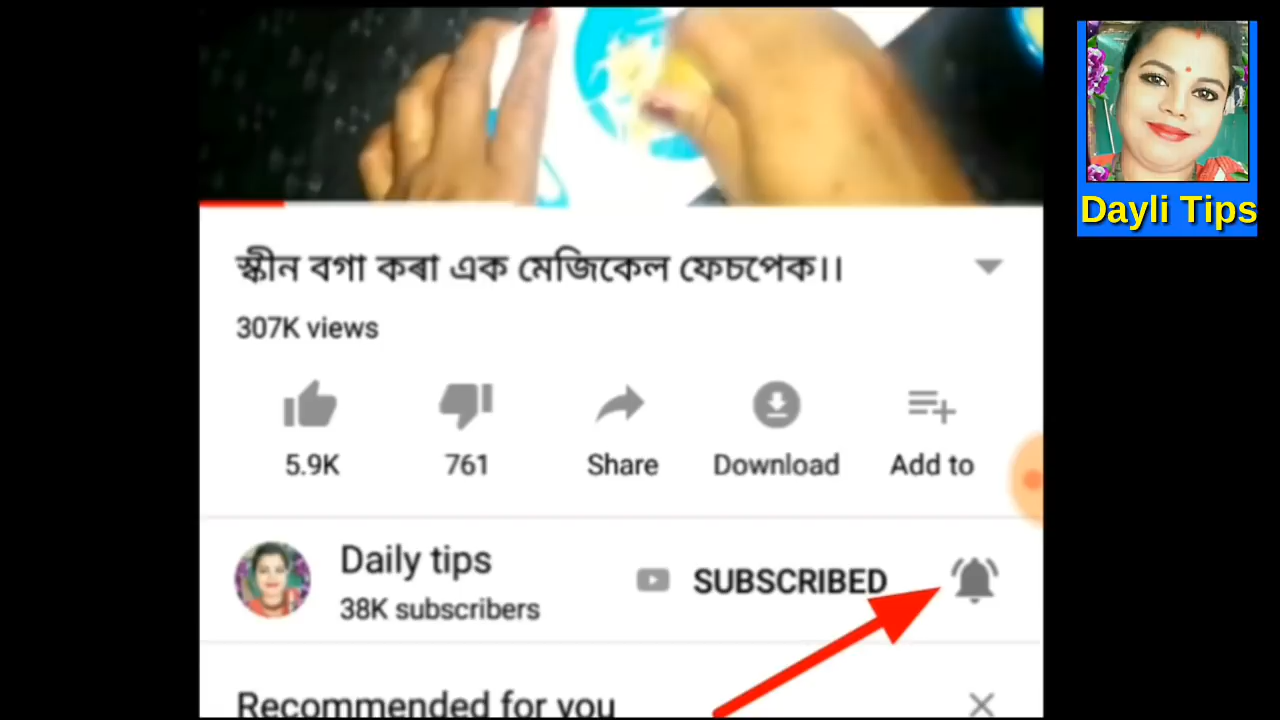 Dayli Tips
স্কীন বগা কৰা এক মেজিকেল ফেচপেক।।
307K views
5.9K 761 Share Download Add to
Daily tips
SUBSCRIBED
38K subscribers
Recommended for you